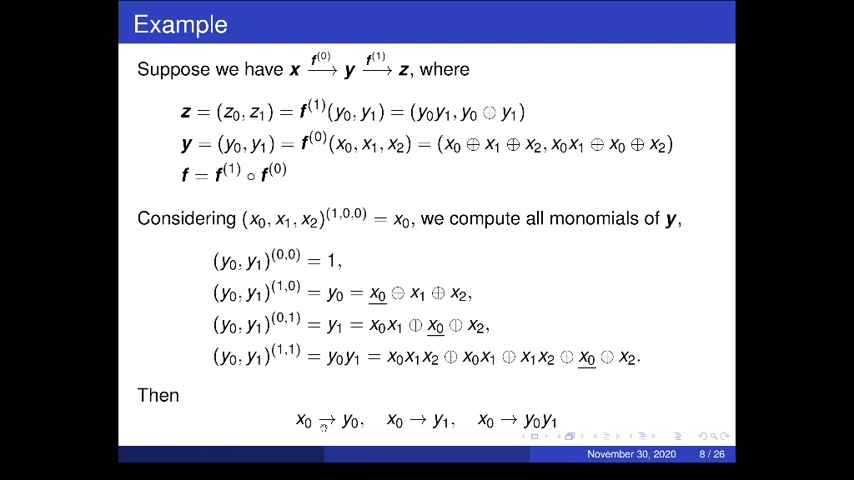 Example
Suppose we have x f⁽⁰⁾⟶ y f⁽¹⁾⟶ z, where
z = (z₀, z₁) = f⁽¹⁾(y₀, y₁) = (y₀y₁, y₀ ⊕ y₁)
y = (y₀, y₁) = f⁽⁰⁾(x₀, x₁, x₂) = (x₀ ⊕ x₁ ⊕ x₂, x₀x₁ ⊕ x₀ ⊕ x₂)
f = f⁽¹⁾ ∘ f⁽⁰⁾
Considering (x₀, x₁, x₂)⁽¹,⁰,⁰⁾ = x₀, we compute all monomials of y,
(y₀, y₁)⁽⁰,⁰⁾ = 1,
(y₀, y₁)⁽¹,⁰⁾ = y₀ = x₀ ⊕ x₁ ⊕ x₂,
(y₀, y₁)⁽⁰,¹⁾ = y₁ = x₀x₁ ⊕ x₀ ⊕ x₂,
(y₀, y₁)⁽¹,¹⁾ = y₀y₁ = x₀x₁x₂ ⊕ x₀x₁ ⊕ x₁x₂ ⊕ x₀ ⊕ x₂.
Then
x₀ → y₀, x₀ → y₁, x₀ → y₀y₁
November 30, 2020 8 / 26